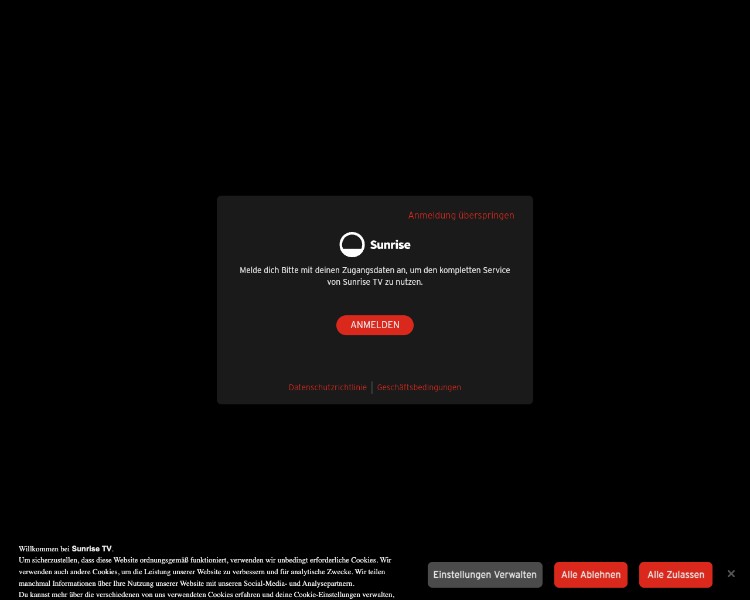 Anmeldung überspringen
Sunrise
Melde dich Bitte mit deinen Zugangsdaten an, um den kompletten Service
von Sunrise TV zu nutzen.
ANMELDEN
Datenschutzrichtlinie | Geschäftsbedingungen
Willkommen bei Sunrise TV.
Um sicherzustellen, dass diese Website ordnungsgemäß funktioniert, verwenden wir unbedingt erforderliche Cookies. Wir
verwenden auch andere Cookies, um die Leistung unserer Website zu verbessern und für analytische Zwecke. Wir teilen
manchmal Informationen über Ihre Nutzung unserer Website mit unseren Social-Media- und Analysepartnern.
Du kannst mehr über die verschiedenen von uns verwendeten Cookies erfahren und deine Cookie-Einstellungen verwalten,
Einstellungen Verwalten
Alle Ablehnen
Alle Zulassen